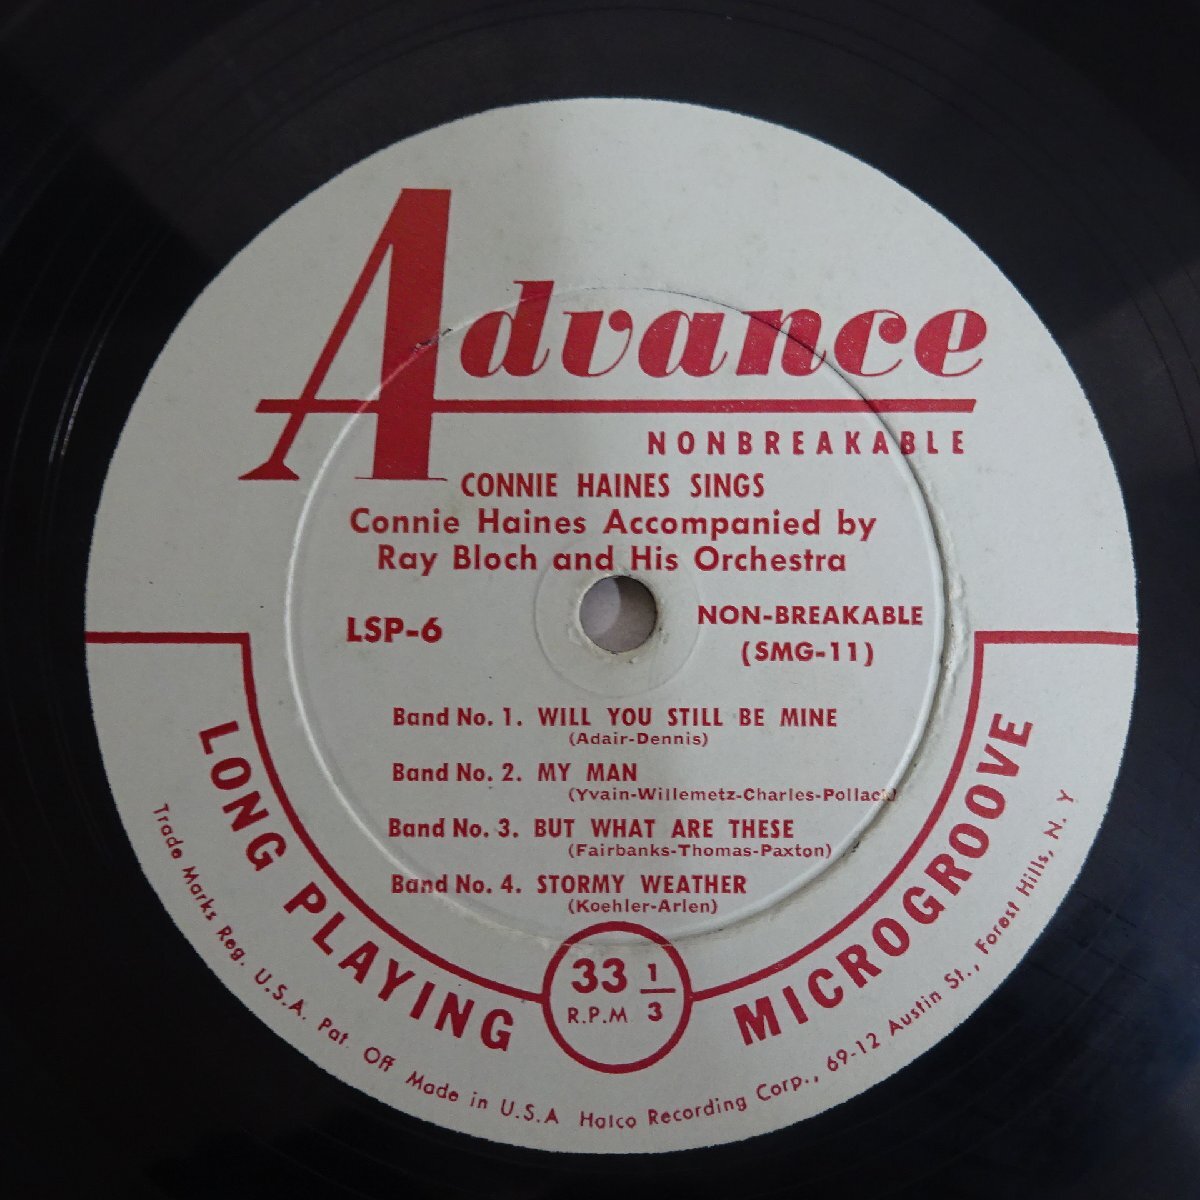 Advance
NONBREAKABLE
CONNIE HAINES SINGS
Connie Haines Accompanied by
Ray Bloch and His Orchestra
LSP-6
NON-BREAKABLE
(SMG-11)
Band No. 1. WILL YOU STILL BE MINE
(Adair-Dennis)
Band No. 2. MY MAN
(Yvain-Willemetz-Charles-Pollack)
Band No. 3. BUT WHAT ARE THESE
(Fairbanks-Thomas-Paxton)
Band No. 4. STORMY WEATHER
(Koehler-Arlen)
LONG PLAYING
33 1/3
R.P.M
MICROGROOVE
Trade Marks Reg. U.S.A. Pat. Off Made in U.S.A Halco Recording Corp., 69-12 Austin St., Forest Hills, N. Y